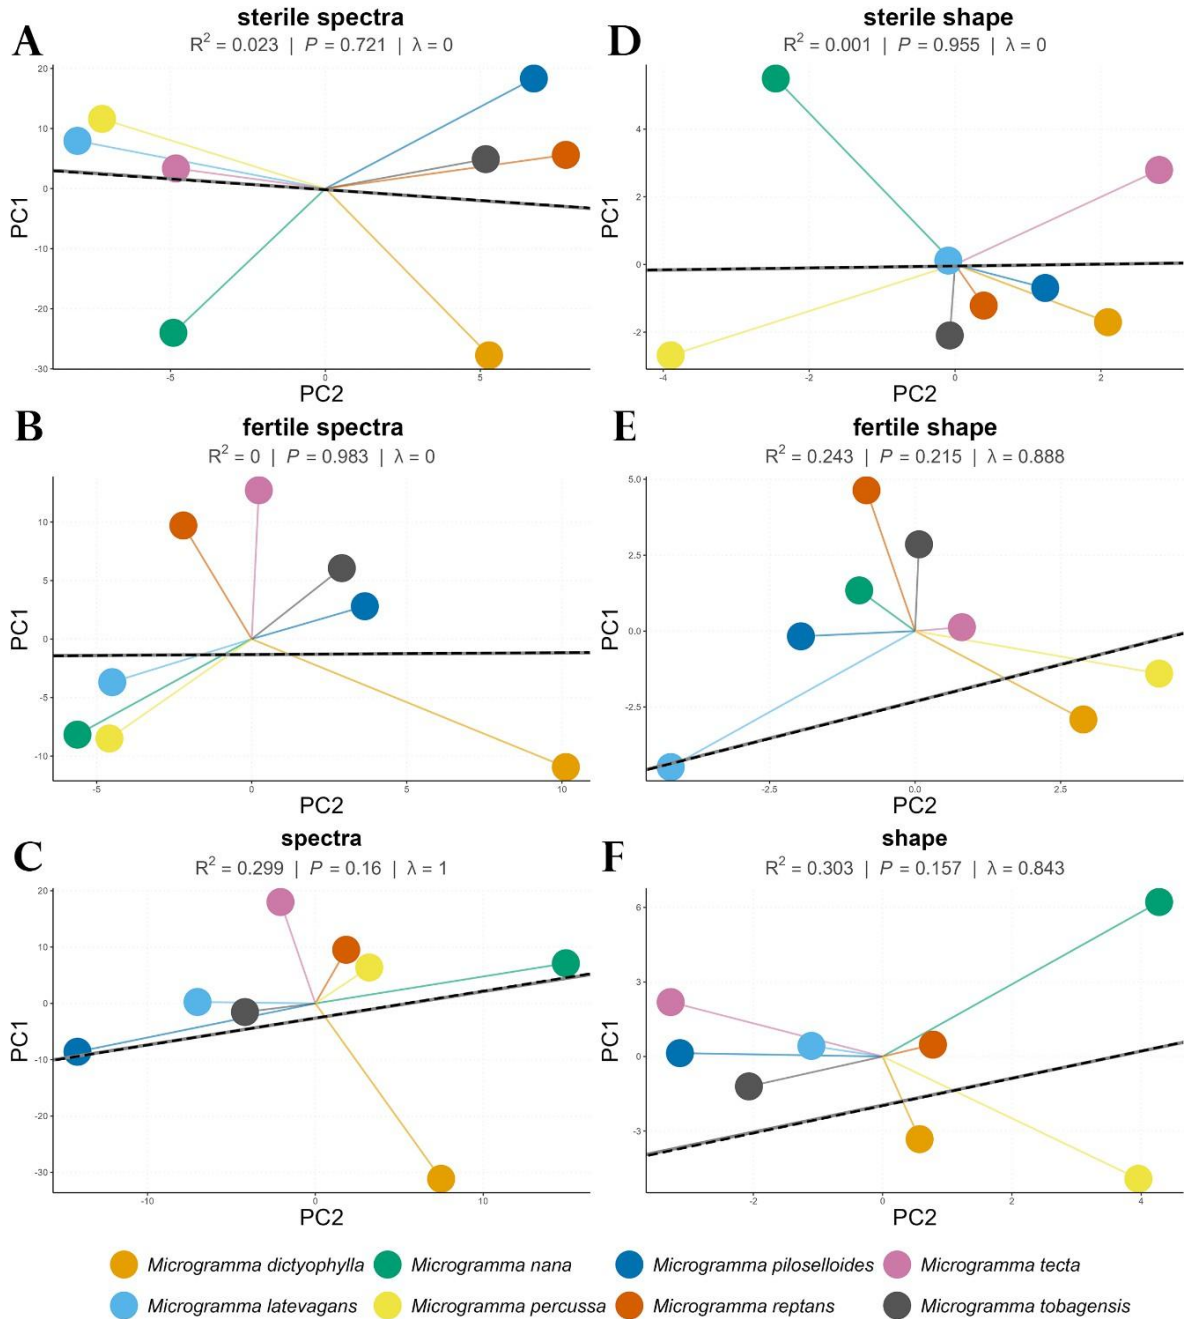 A
sterile spectra
R² = 0.023 | P = 0.721 | λ = 0
20
10
0
-10
-20
-30
PC1
-5
0
5
PC2
D
sterile shape
R² = 0.001 | P = 0.955 | λ = 0
4
2
0
-2
PC1
-4
-2
0
2
PC2
B
fertile spectra
R² = 0 | P = 0.983 | λ = 0
10
5
0
-5
-10
PC1
-5
0
5
10
PC2
E
fertile shape
R² = 0.243 | P = 0.215 | λ = 0.888
5.0
2.5
0.0
-2.5
PC1
-2.5
0.0
2.5
PC2
C
spectra
R² = 0.299 | P = 0.16 | λ = 1
20
10
0
-10
-20
-30
PC1
-10
0
10
PC2
F
shape
R² = 0.303 | P = 0.157 | λ = 0.843
6
3
0
-3
PC1
-2
0
2
4
PC2
Microgramma dictyophylla
Microgramma nana
Microgramma piloselloides
Microgramma tecta
Microgramma latevagans
Microgramma percussa
Microgramma reptans
Microgramma tobagensis